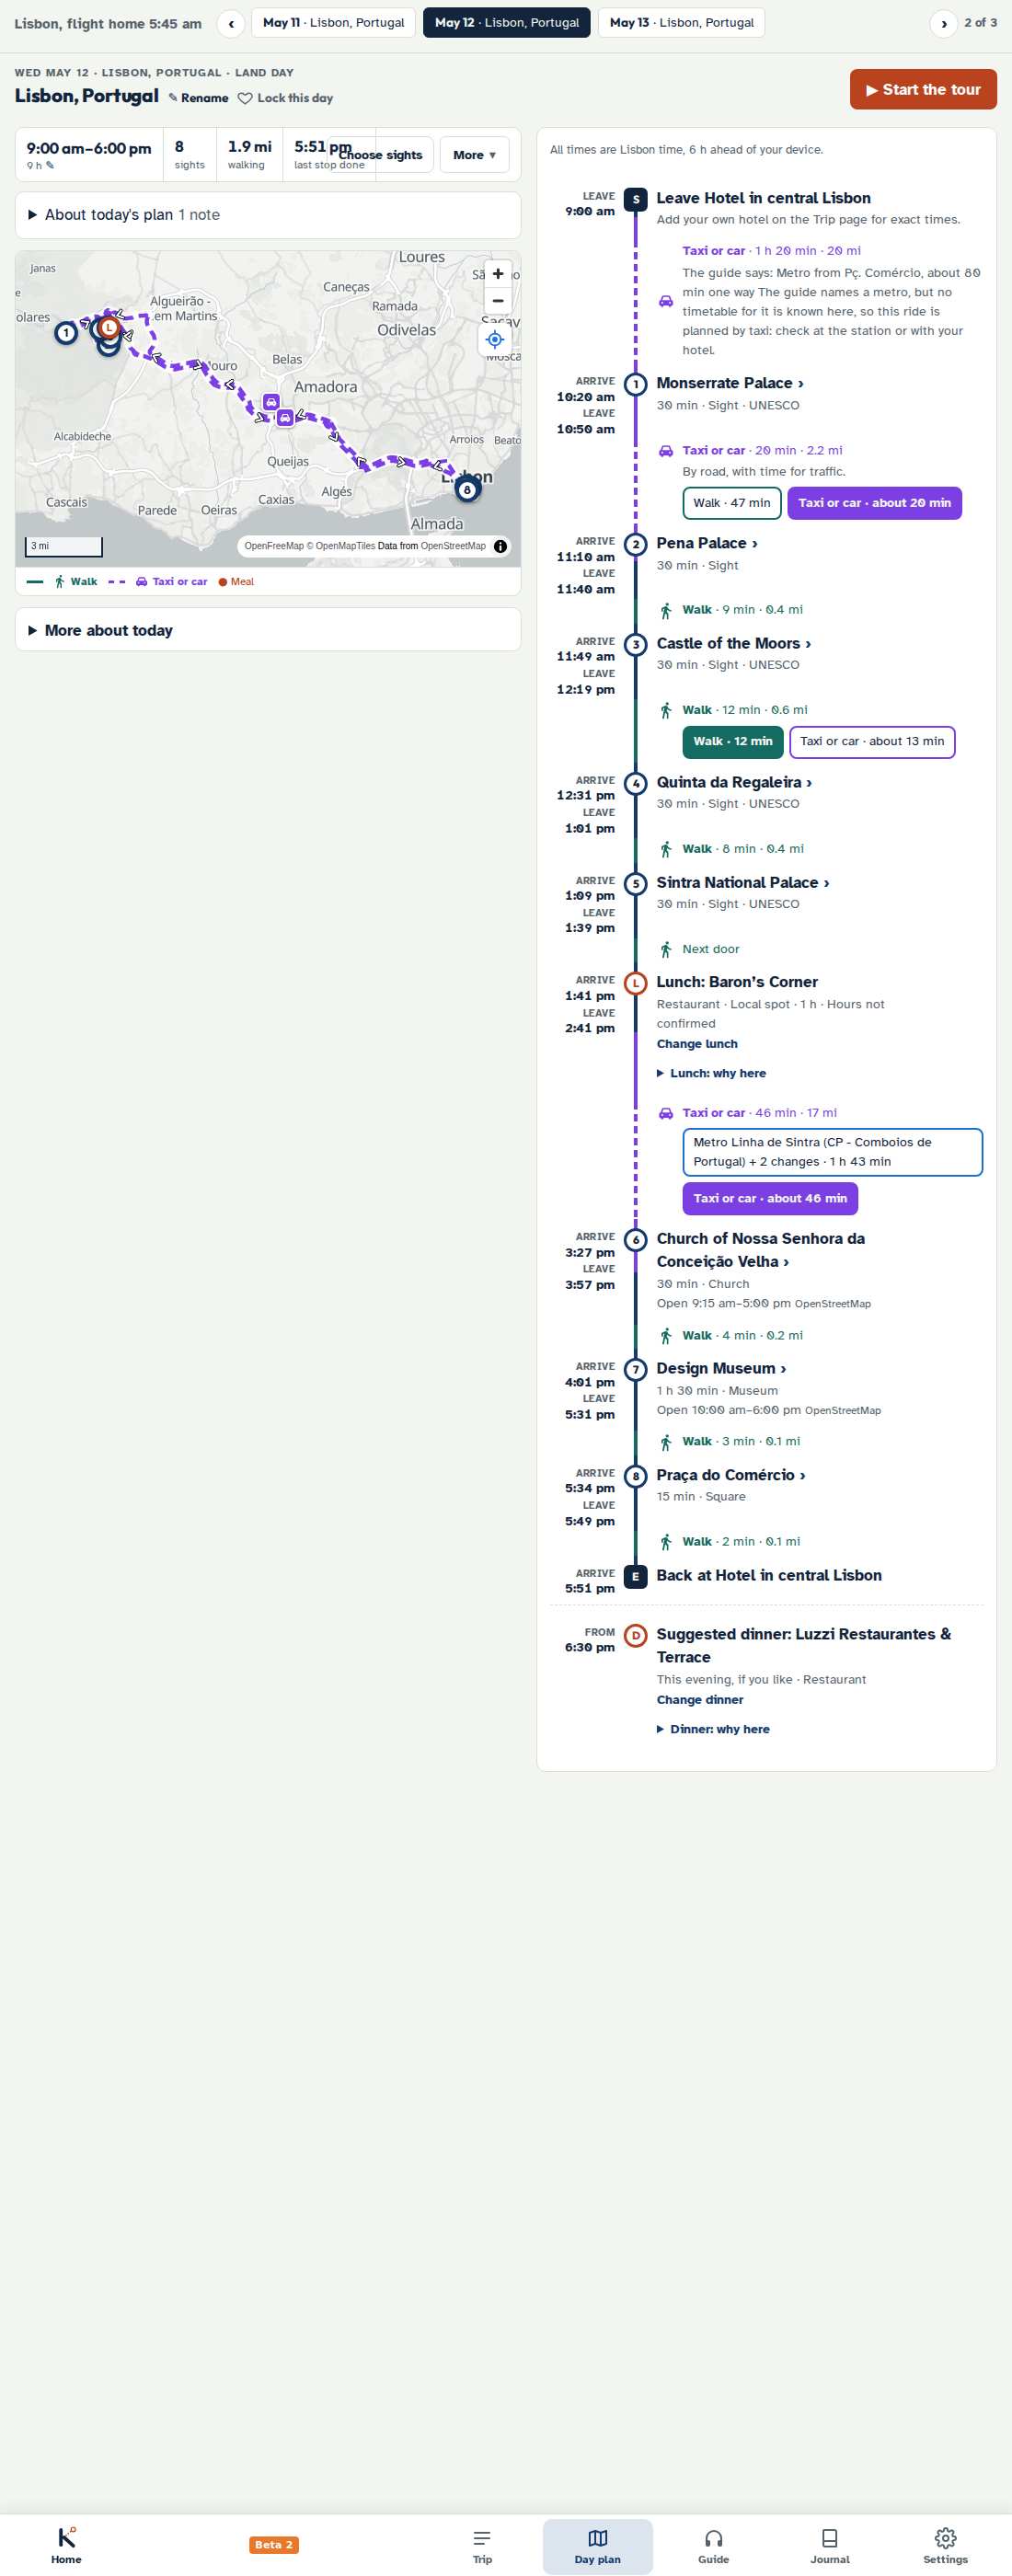 Lisbon, flight home 5:45 am
‹
May 11 · Lisbon, Portugal
May 12 · Lisbon, Portugal
May 13 · Lisbon, Portugal
›
2 of 3
WED MAY 12 · LISBON, PORTUGAL · LAND DAY
Lisbon, Portugal ✎ Rename Lock this day
▶ Start the tour
9:00 am–6:00 pm
9 h ✎
8
sights
1.9 mi
walking
5:51 pm
last stop done
Choose sights
More ▾
▶ About today's plan 1 note
Loures
Janas
Caneças
Algueirão -
em Martins
Ramada
olares
Odivelas
Belas
Amadora
Alcabideche
Arroios
Queijas
Cascais
Parede
Oeiras
Caxias
Algés
Almada
1
L
8
3 mi
OpenFreeMap © OpenMapTiles Data from OpenStreetMap
Walk
Taxi or car
Meal
▶ More about today
All times are Lisbon time, 6 h ahead of your device.
LEAVE
9:00 am
S
Leave Hotel in central Lisbon
Add your own hotel on the Trip page for exact times.
Taxi or car · 1 h 20 min · 20 mi
The guide says: Metro from Pç. Comércio, about 80
min one way The guide names a metro, but no
timetable for it is known here, so this ride is
planned by taxi: check at the station or with your
hotel.
ARRIVE
10:20 am
LEAVE
10:50 am
1
Monserrate Palace ›
30 min · Sight · UNESCO
Taxi or car · 20 min · 2.2 mi
By road, with time for traffic.
Walk · 47 min
Taxi or car · about 20 min
ARRIVE
11:10 am
LEAVE
11:40 am
2
Pena Palace ›
30 min · Sight
Walk · 9 min · 0.4 mi
ARRIVE
11:49 am
LEAVE
12:19 pm
3
Castle of the Moors ›
30 min · Sight · UNESCO
Walk · 12 min · 0.6 mi
Walk · 12 min
Taxi or car · about 13 min
ARRIVE
12:31 pm
LEAVE
1:01 pm
4
Quinta da Regaleira ›
30 min · Sight · UNESCO
Walk · 8 min · 0.4 mi
ARRIVE
1:09 pm
LEAVE
1:39 pm
5
Sintra National Palace ›
30 min · Sight · UNESCO
Next door
ARRIVE
1:41 pm
LEAVE
2:41 pm
L
Lunch: Baron’s Corner
Restaurant · Local spot · 1 h · Hours not
confirmed
Change lunch
▶ Lunch: why here
Taxi or car · 46 min · 17 mi
Metro Linha de Sintra (CP - Comboios de
Portugal) + 2 changes · 1 h 43 min
Taxi or car · about 46 min
ARRIVE
3:27 pm
LEAVE
3:57 pm
6
Church of Nossa Senhora da
Conceição Velha ›
30 min · Church
Open 9:15 am–5:00 pm OpenStreetMap
Walk · 4 min · 0.2 mi
ARRIVE
4:01 pm
LEAVE
5:31 pm
7
Design Museum ›
1 h 30 min · Museum
Open 10:00 am–6:00 pm OpenStreetMap
Walk · 3 min · 0.1 mi
ARRIVE
5:34 pm
LEAVE
5:49 pm
8
Praça do Comércio ›
15 min · Square
Walk · 2 min · 0.1 mi
ARRIVE
5:51 pm
E
Back at Hotel in central Lisbon
FROM
6:30 pm
D
Suggested dinner: Luzzi Restaurantes &
Terrace
This evening, if you like · Restaurant
Change dinner
▶ Dinner: why here
Home
Beta 2
Trip
Day plan
Guide
Journal
Settings